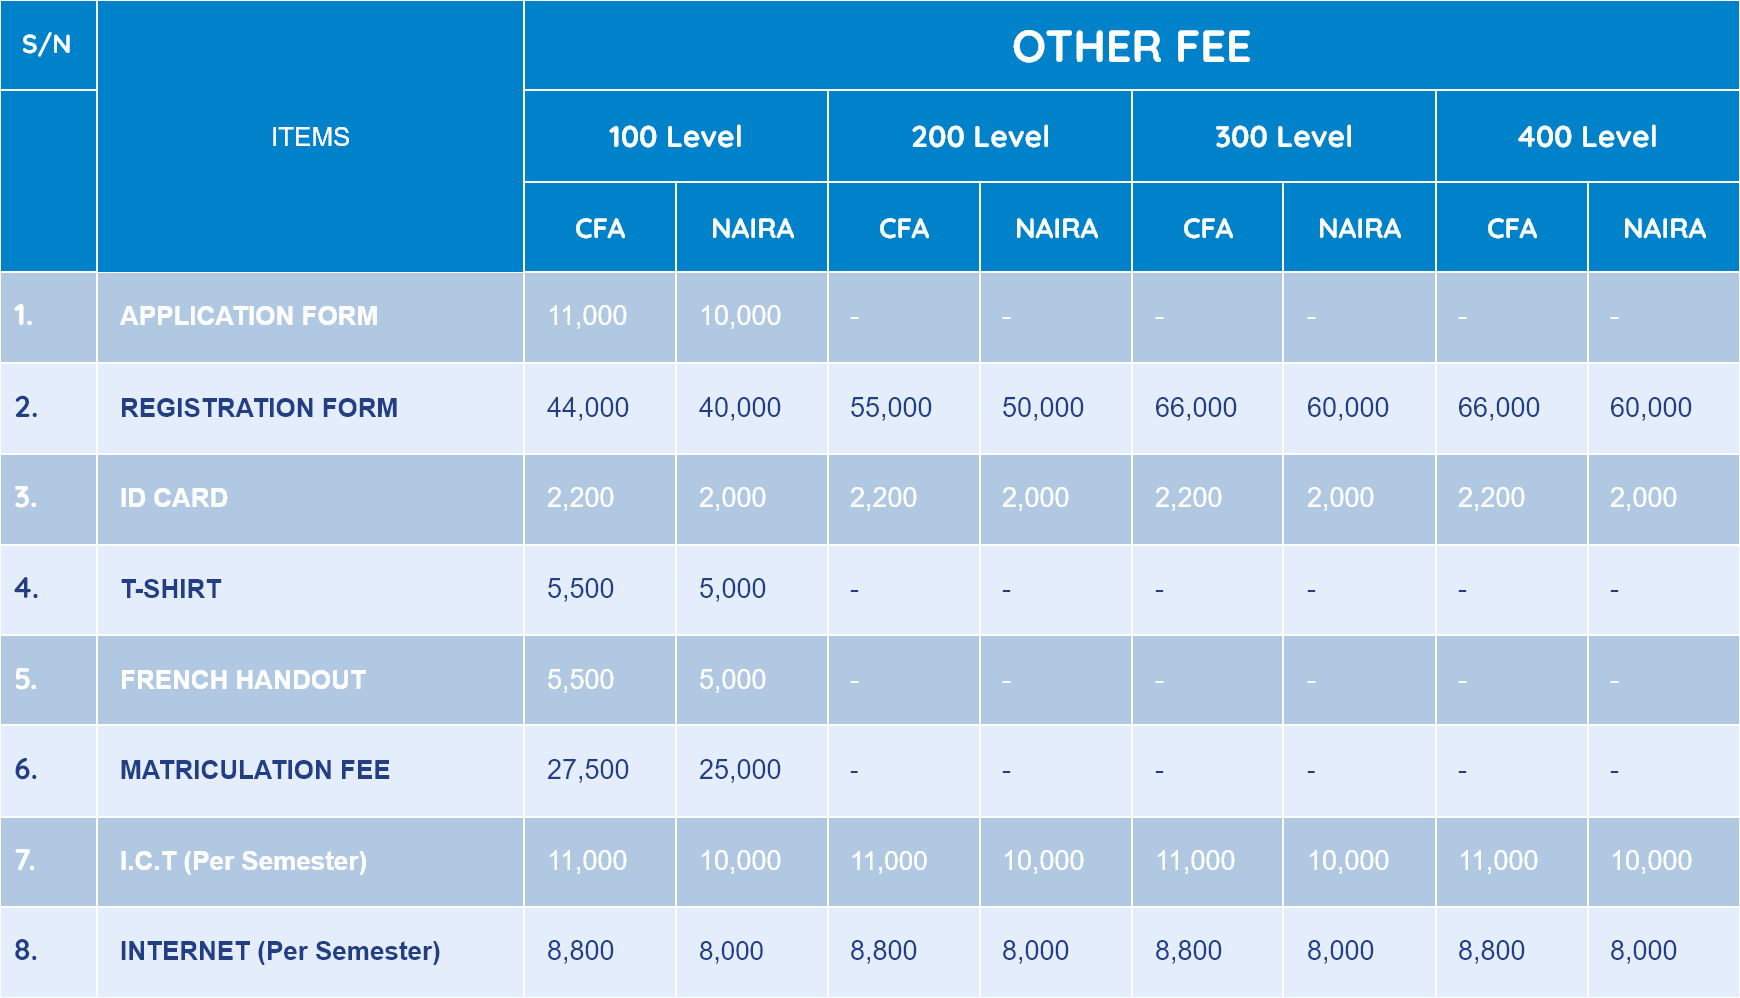 S/N ITEMS OTHER FEE
100 Level 200 Level 300 Level 400 Level
CFA NAIRA CFA NAIRA CFA NAIRA CFA NAIRA
1. APPLICATION FORM 11,000 10,000 - - - - - -
2. REGISTRATION FORM 44,000 40,000 55,000 50,000 66,000 60,000 66,000 60,000
3. ID CARD 2,200 2,000 2,200 2,000 2,200 2,000 2,200 2,000
4. T-SHIRT 5,500 5,000 - - - - - -
5. FRENCH HANDOUT 5,500 5,000 - - - - - -
6. MATRICULATION FEE 27,500 25,000 - - - - - -
7. I.C.T (Per Semester) 11,000 10,000 11,000 10,000 11,000 10,000 11,000 10,000
8. INTERNET (Per Semester) 8,800 8,000 8,800 8,000 8,800 8,000 8,800 8,000